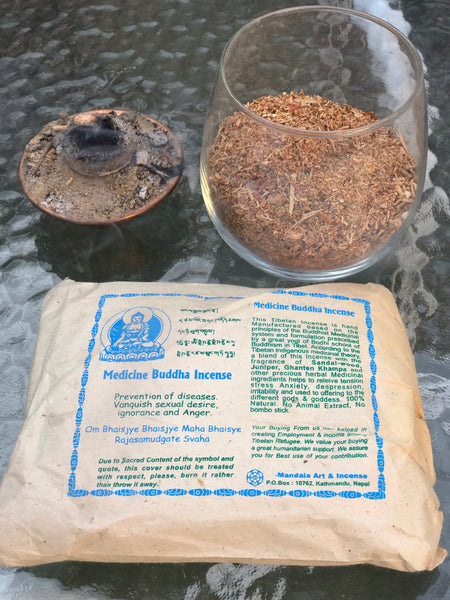 Medicine Buddha Incense
Prevention of diseases.
Vanquish sexual desire,
ignorance and Anger.
Om Bhaisjye Bhaisjye Maha Bhaisye
Rajasamudgate Svaha
Due to Sacred Content of the symbol and
quote, this cover should be treated
with respect, please, burn it rather
than throw it away.
Medicine Buddha Incense
This Tibetan Incense is hand
Manufactured based on the
principles of the Buddhist Medicine
system and formulation prescribed
by a great yogi of Bodhi school of
Buddhism in Tibet. According to the
Tibetan indigenous medicinal theory,
a blend of this Incense with the
fragrance of Sandal-wood,
Juniper, Ghanten Khampa and
other precious herbal Medicinal
ingredients helps to releive tension,
stress Anxiety, despression,
irritability and used to offering to the
different gods & goddess. 100%
Natural. No Animal Extract, No
bombo stick.
Your Buying From us help in
creating Employment & income among
Tibetan Refugee. We value your buying
a great humanitarian support. We assure
you for Best use of your contribution.
-Mandala Art & Incense
P.O.Box : 10762, Kathmandu, Nepal